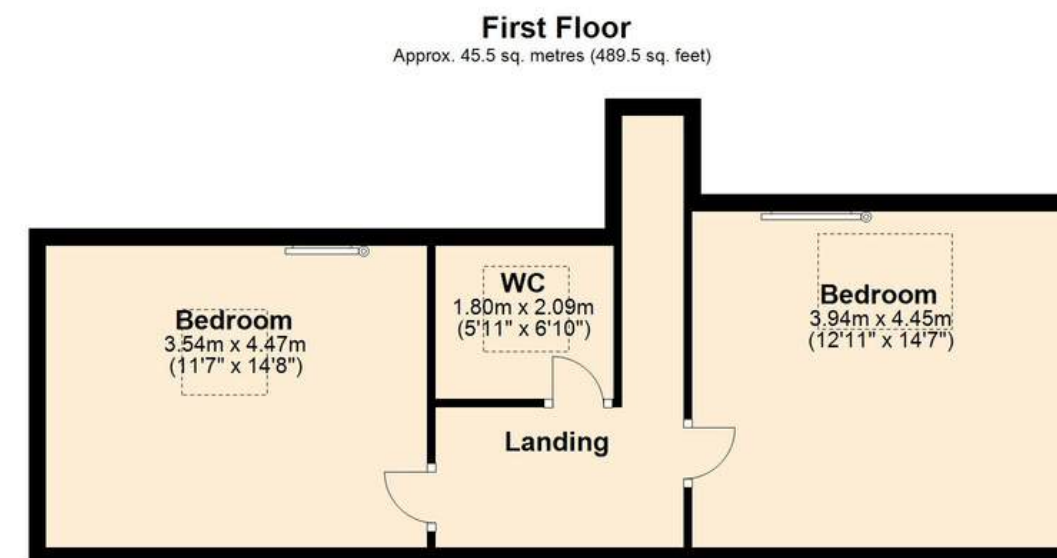 First Floor
Approx. 45.5 sq. metres (489.5 sq. feet)
Bedroom
3.54m x 4.47m
(11'7" x 14'8")
WC
1.80m x 2.09m
(5'11" x 6'10")
Landing
Bedroom
3.94m x 4.45m
(12'11" x 14'7")